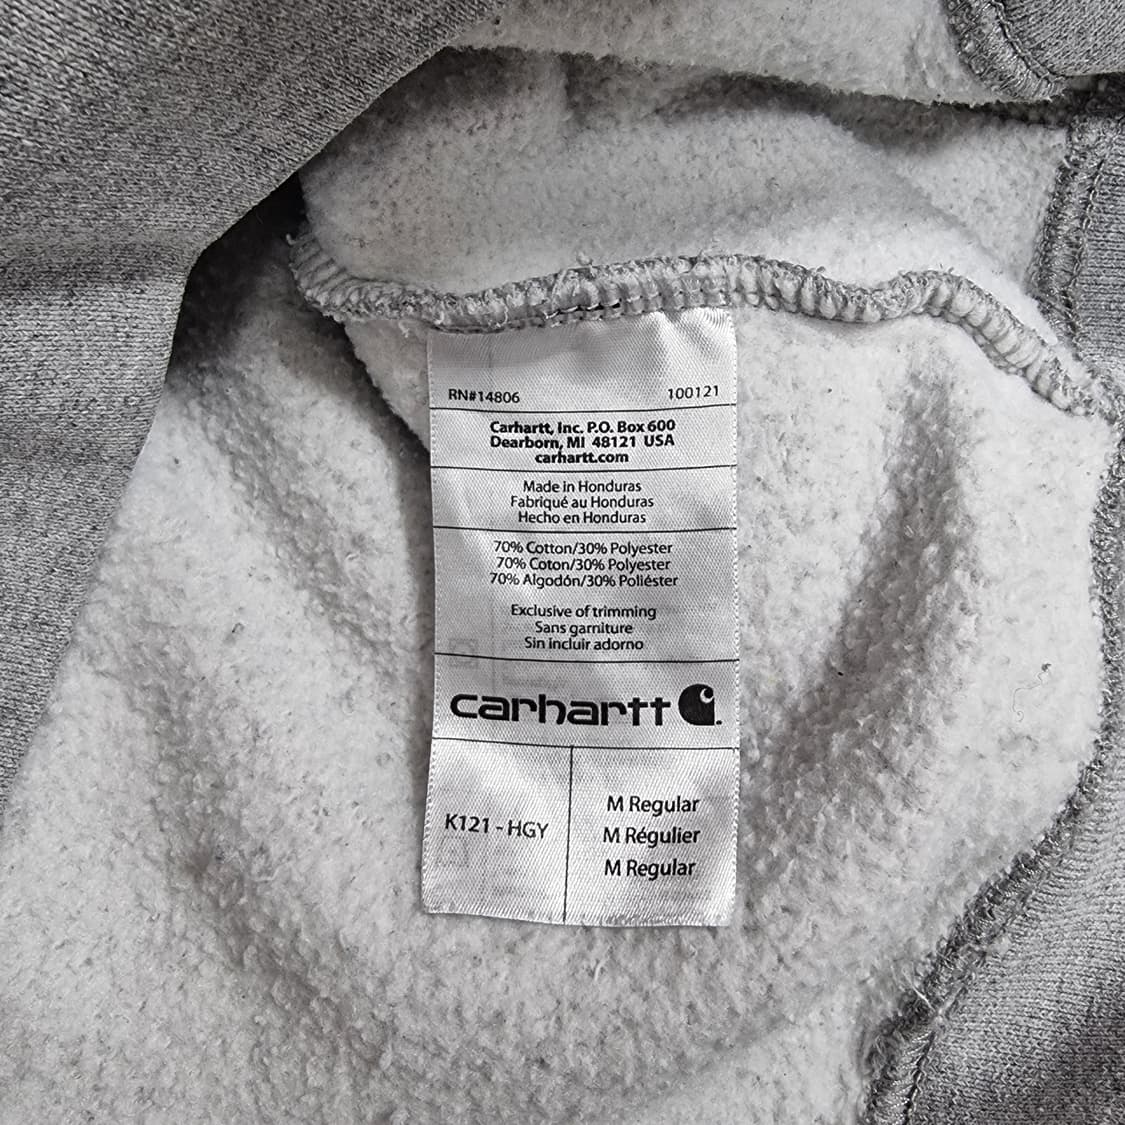 RN#14806 100121
Carhartt, Inc. P.O. Box 600
Dearborn, MI 48121 USA
carhartt.com
Made in Honduras
Fabriqué au Honduras
Hecho en Honduras
70% Cotton/30% Polyester
70% Coton/30% Polyester
70% Algodón/30% Poliéster
Exclusive of trimming
Sans garniture
Sin incluir adorno
carhartt
K121 - HGY
M Regular
M Régulier
M Regular